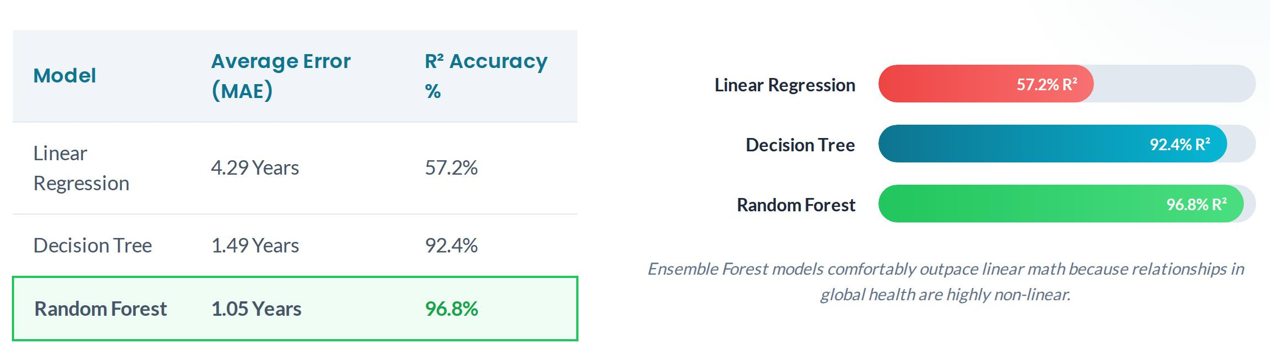 Model
Average Error
(MAE)
R² Accuracy
%
Linear
Regression
4.29 Years
57.2%
Decision Tree
1.49 Years
92.4%
Random Forest
1.05 Years
96.8%
Linear Regression
57.2% R²
Decision Tree
92.4% R²
Random Forest
96.8% R²
Ensemble Forest models comfortably outpace linear math because relationships in
global health are highly non-linear.